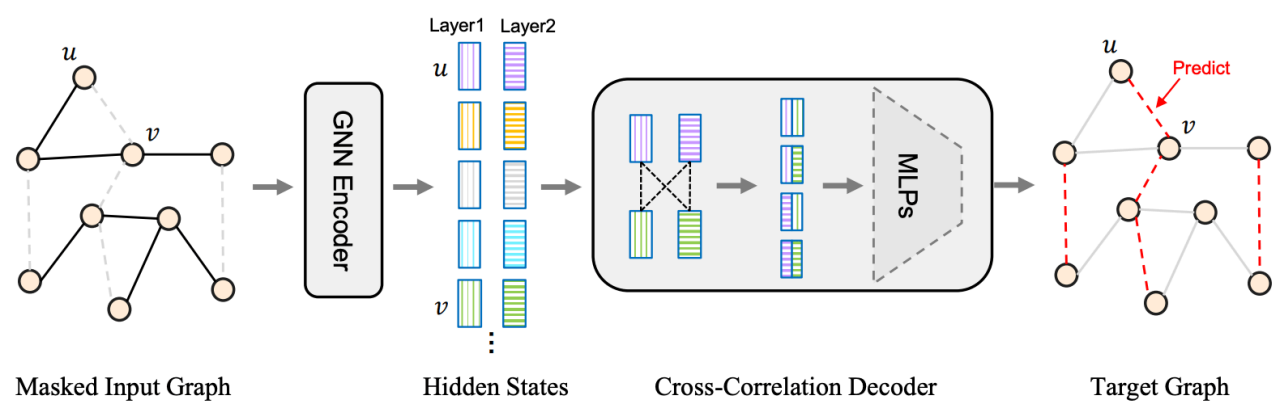 Layer1 Layer2
u
v
GNN Encoder
u
v
⋮
MLPs
u
Predict
v
Masked Input Graph
Hidden States
Cross-Correlation Decoder
Target Graph